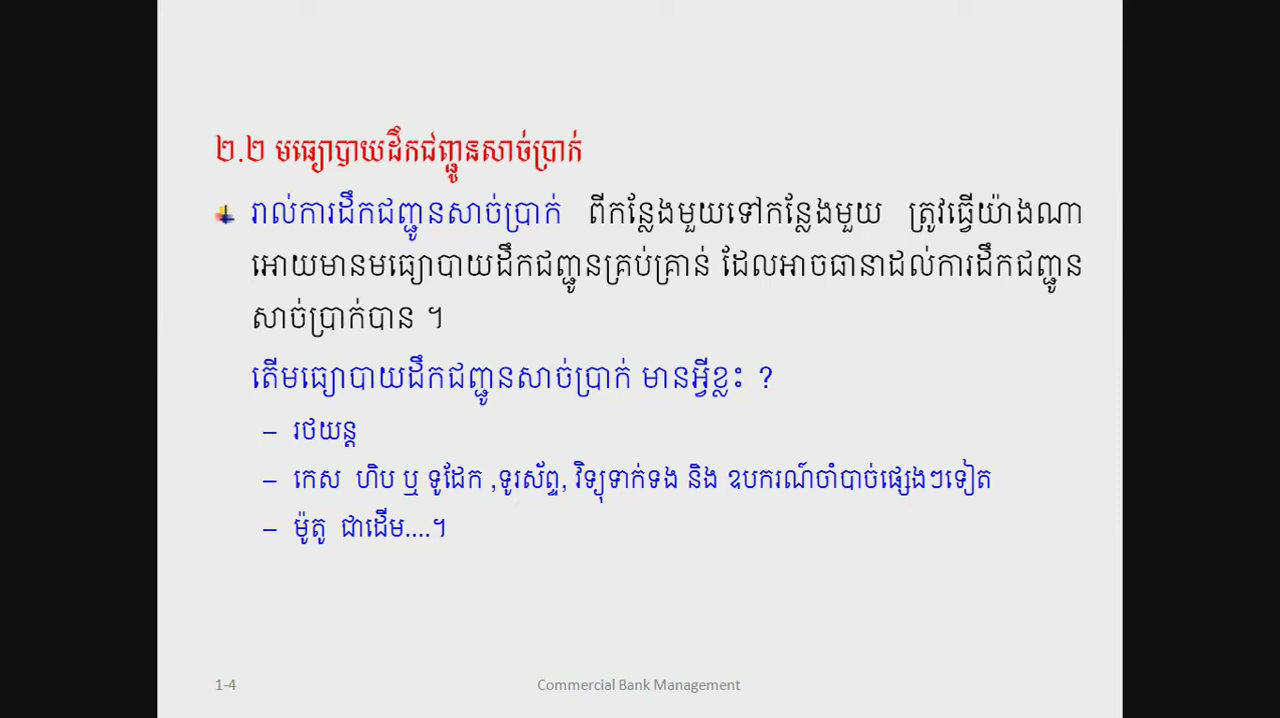 ២.២ មធ្យោបាយដឹកជញ្ជូនសាច់ប្រាក់
រាល់ការដឹកជញ្ជូនសាច់ប្រាក់ ពីកន្លែងមួយទៅកន្លែងមួយ ត្រូវធ្វើយ៉ាងណា
អោយមានមធ្យោបាយដឹកជញ្ជូនគ្រប់គ្រាន់ ដែលអាចធានាដល់ការដឹកជញ្ជូន
សាច់ប្រាក់បាន ។
តើមធ្យោបាយដឹកជញ្ជូនសាច់ប្រាក់ មានអ្វីខ្លះ ?
– រថយន្ត
– កេស ហិប ឬ ទូដែក ,ទូរស័ព្ទ, វិទ្យុទាក់ទង និង ឧបករណ៍ចាំបាច់ផ្សេងៗទៀត
– ម៉ូតូ ជាដើម....។
1-4 Commercial Bank Management